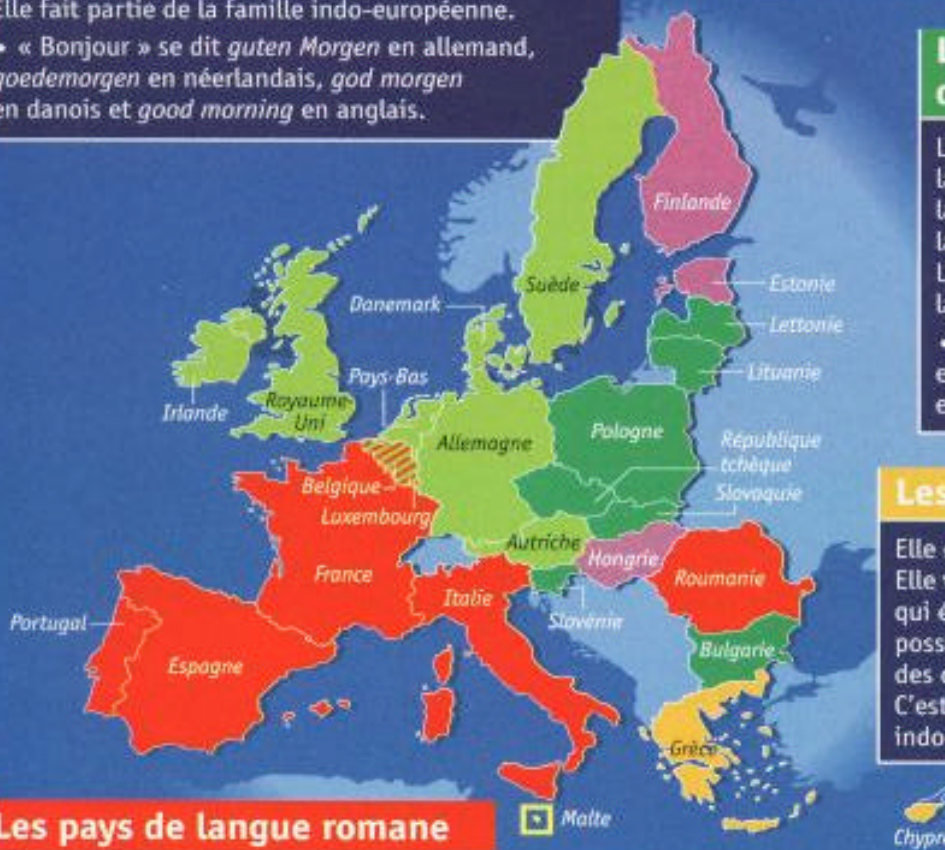 Elle fait partie de la famille indo-européenne.
• « Bonjour » se dit guten Morgen en allemand,
goedemorgen en néerlandais, god morgen
en danois et good morning en anglais.
Finlande
Suède
Estonie
Danemark
Lettonie
Lituanie
Pays-Bas
Irlande
Royaume-
Uni
Allemagne
Pologne
République
tchèque
Belgique
Slovaquie
Luxembourg
Autriche
Hongrie
France
Roumanie
Italie
Slovénie
Portugal
Bulgarie
Espagne
Grèce
Malte
Les pays de langue romane
Les
Elle
Elle
qui
poss
des
C'est
indo
Chypr